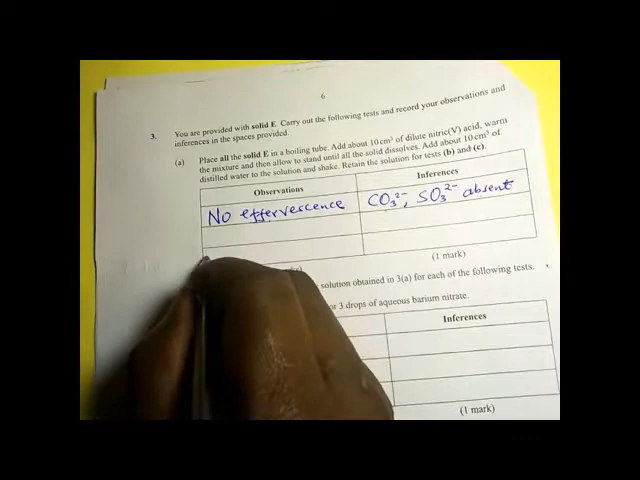 6
3. You are provided with solid E. Carry out the following tests and record your observations and
inferences in the spaces provided.
(a) Place all the solid E in a boiling tube. Add about 10 cm³ of dilute nitric(V) acid, warm
the mixture and then allow to stand until all the solid dissolves. Add about 10 cm³ of
distilled water to the solution and shake. Retain the solution for tests (b) and (c).
Observations Inferences
No effervescence CO₃²⁻, SO₃²⁻ absent
(1 mark)
solution obtained in 3(a) for each of the following tests.
or 3 drops of aqueous barium nitrate.
Inferences
(1 mark)